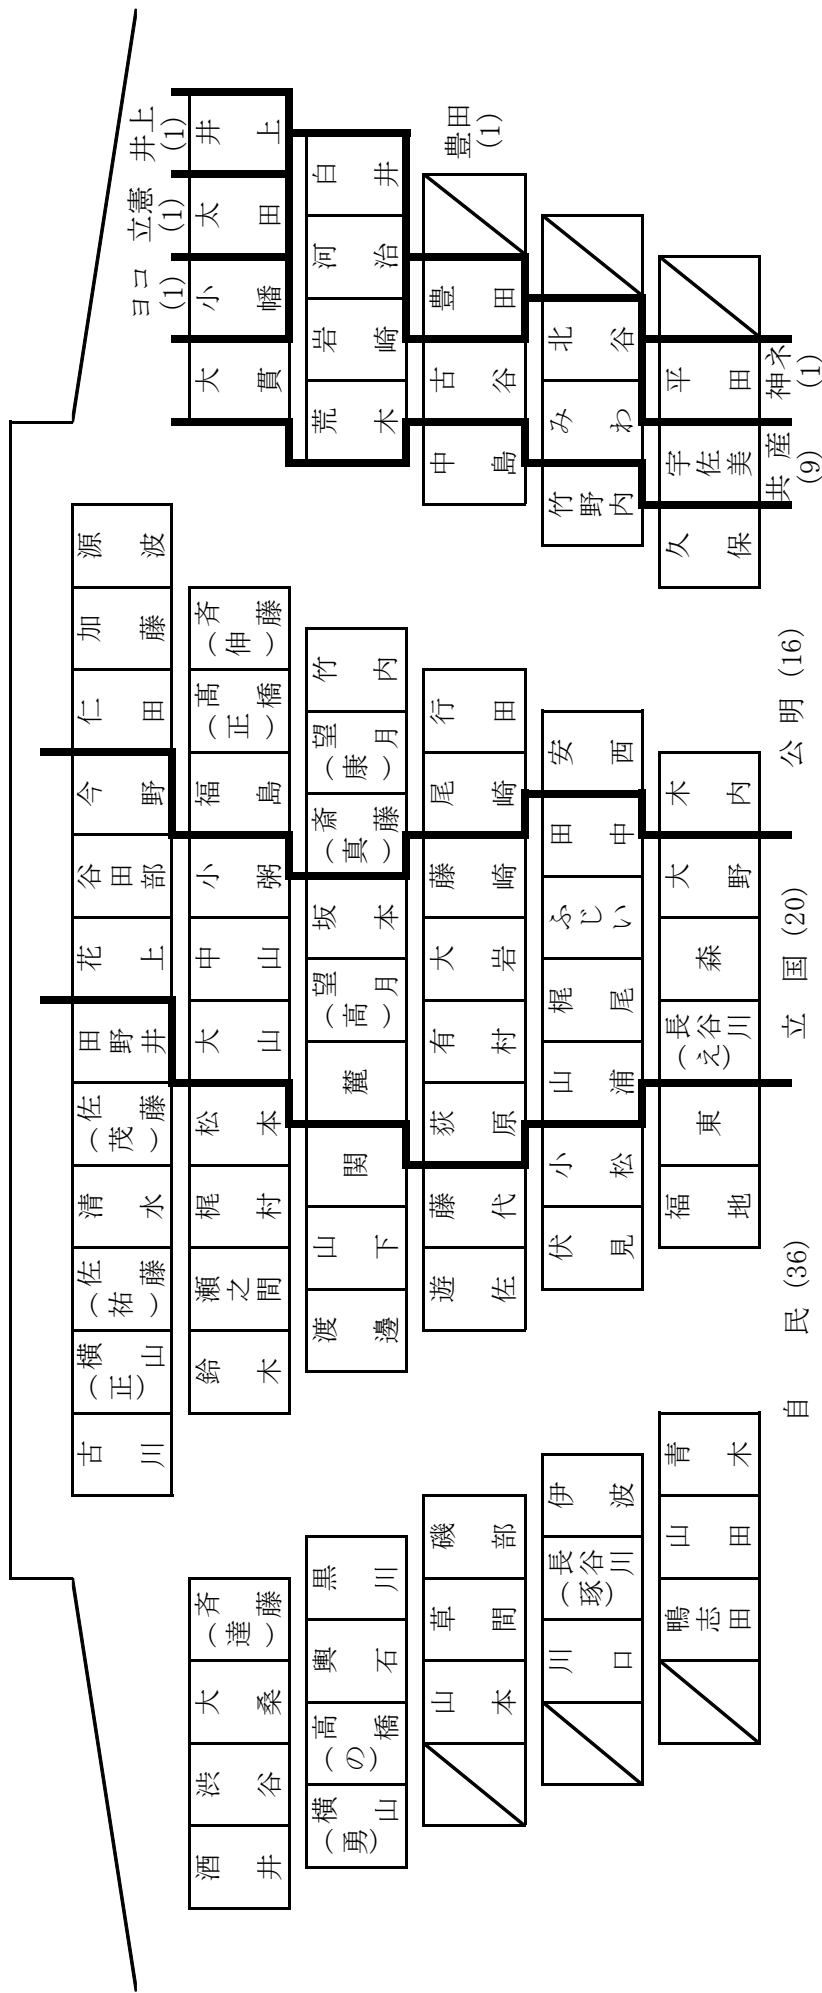 ヨコ(1)
立憲(1)
井上(1)
古川
横山(正)
佐藤(祐)
清水
佐藤(茂)
田野井
花上
谷田部
今野
仁田
加藤
源波
酒井
渋谷
大桑
斉藤(達)
鈴木
瀬之間
梶村
松本
大山
中山
小粥
福島
髙橋(正)
斉藤(伸)
大貫
小幡
太田
井上
横山(勇)
高橋(の)
輿石
黒川
渡邊
山下
関
麓
望月(高)
坂本
斎藤(真)
望月(康)
竹内
荒木
岩崎
河治
白井
山本
草間
磯部
遊佐
藤代
荻原
有村
大岩
藤崎
尾崎
行田
中島
古谷
豊田
豊田(1)
川口
長谷川(琢)
伊波
伏見
小松
山浦
梶尾
ふじい
田中
安西
竹野内
みわ
北谷
鴨志田
山田
青木
福地
東
長谷川(え)
森
大野
木内
久保
宇佐美
平田
自民(36)
立国(20)
公明(16)
共産(9)
神ネ(1)